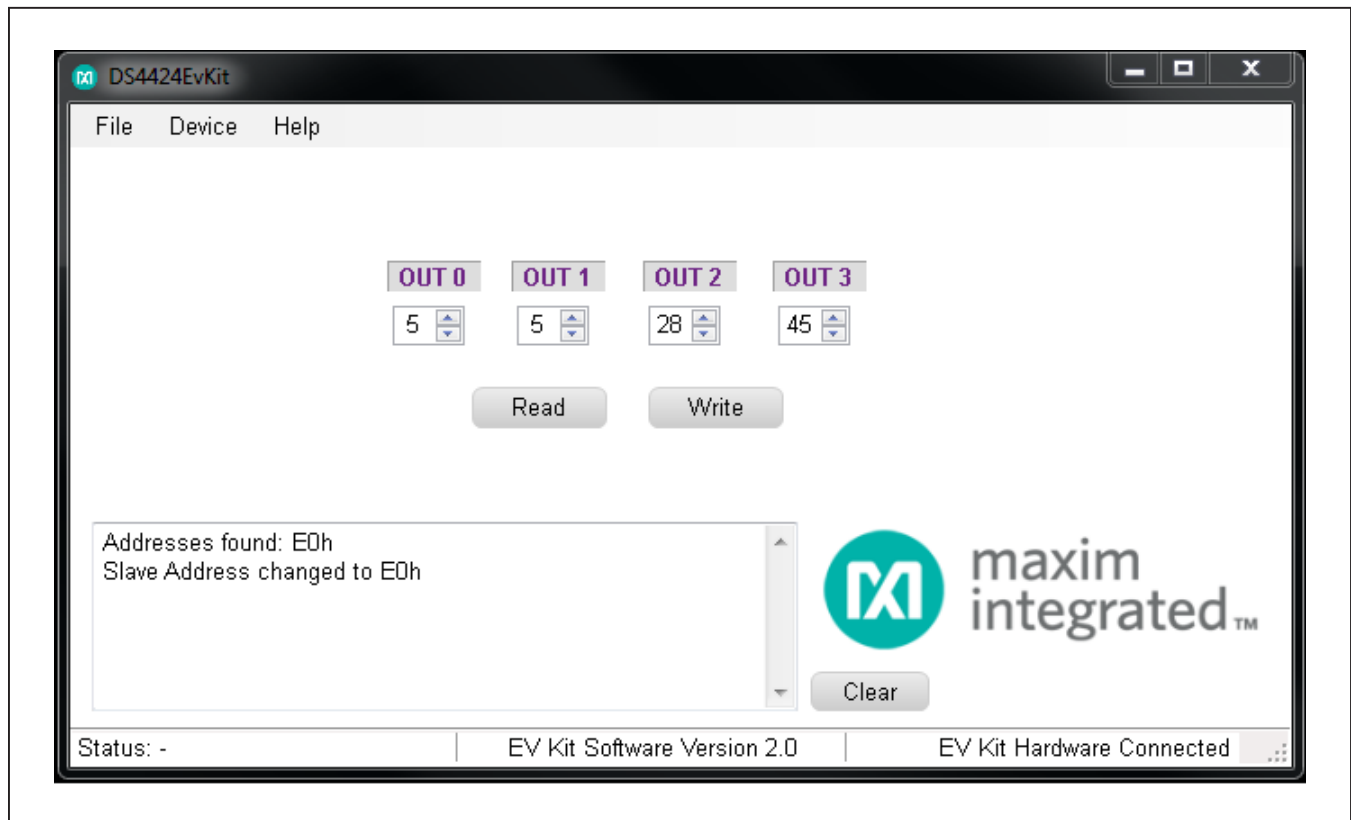 DS4424EvKit
File Device Help
OUT 0 OUT 1 OUT 2 OUT 3
5 5 28 45
Read Write
Addresses found: E0h
Slave Address changed to E0h
maxim
integrated™
Clear
Status: - EV Kit Software Version 2.0 EV Kit Hardware Connected